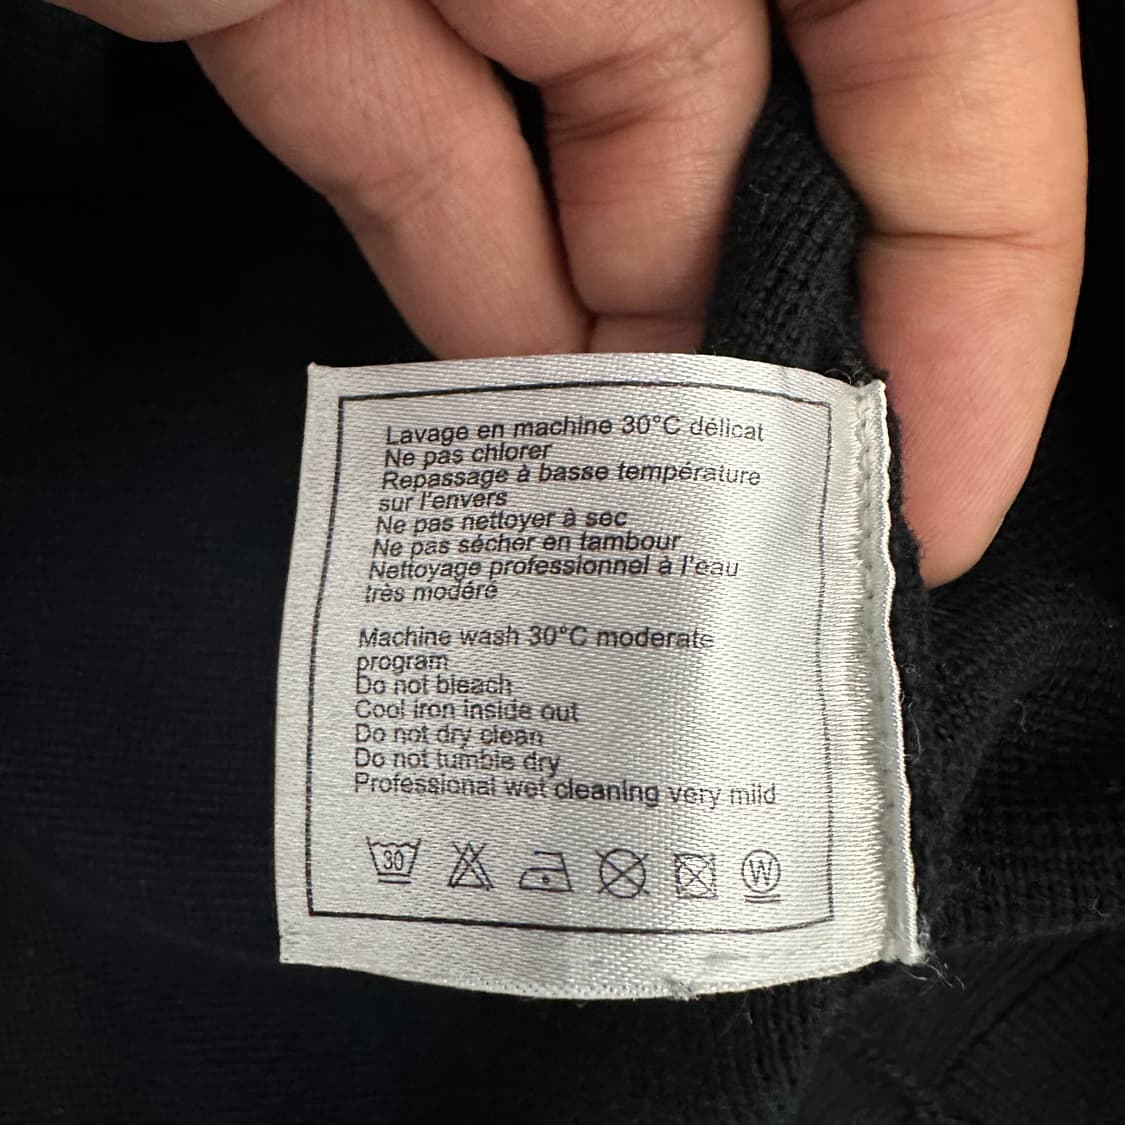 Lavage en machine 30°C délicat
Ne pas chlorer
Repassage à basse température
sur l'envers
Ne pas nettoyer à sec
Ne pas sécher en tambour
Nettoyage professionnel à l'eau
très modéré
Machine wash 30°C moderate
program
Do not bleach
Cool iron inside out
Do not dry clean
Do not tumble dry
Professional wet cleaning very mild
30 W